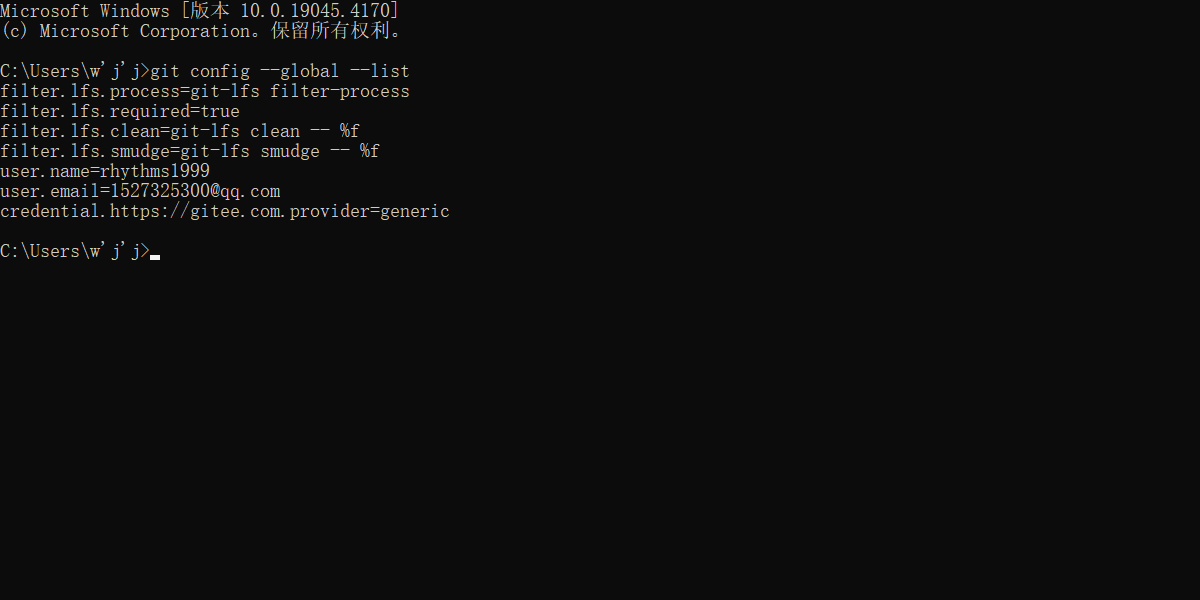 Microsoft Windows [版本 10.0.19045.4170]
(c) Microsoft Corporation。保留所有权利。
C:\Users\w'j'j>git config --global --list
filter.lfs.process=git-lfs filter-process
filter.lfs.required=true
filter.lfs.clean=git-lfs clean -- %f
filter.lfs.smudge=git-lfs smudge -- %f
user.name=rhythms1999
user.email=1527325300@qq.com
credential.https://gitee.com.provider=generic
C:\Users\w'j'j>